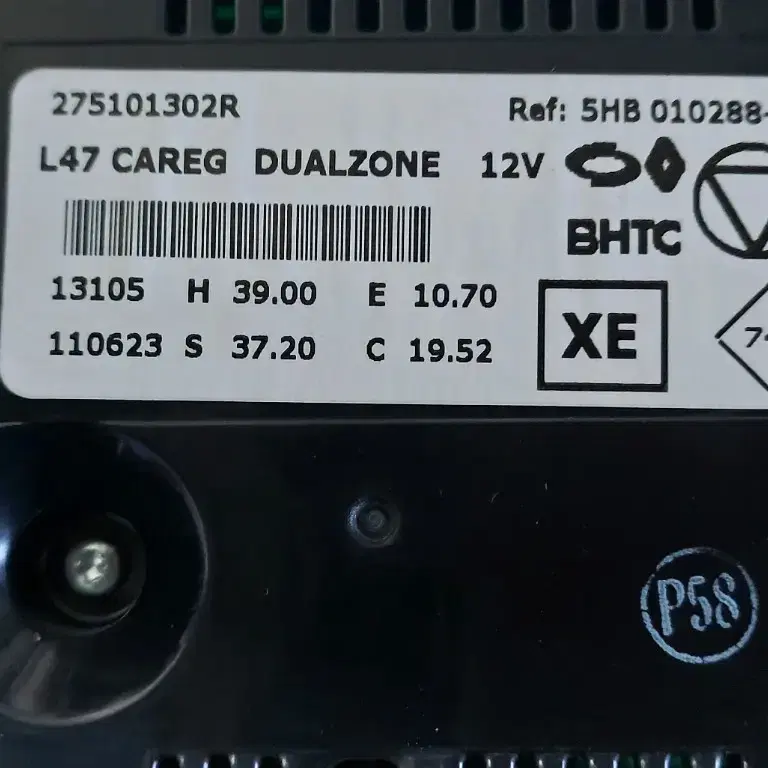 275101302R Ref: 5HB 010288-
L47 CAREG DUALZONE 12V
BHTC
13105 H 39.00 E 10.70
110623 S 37.20 C 19.52
XE
7
P58